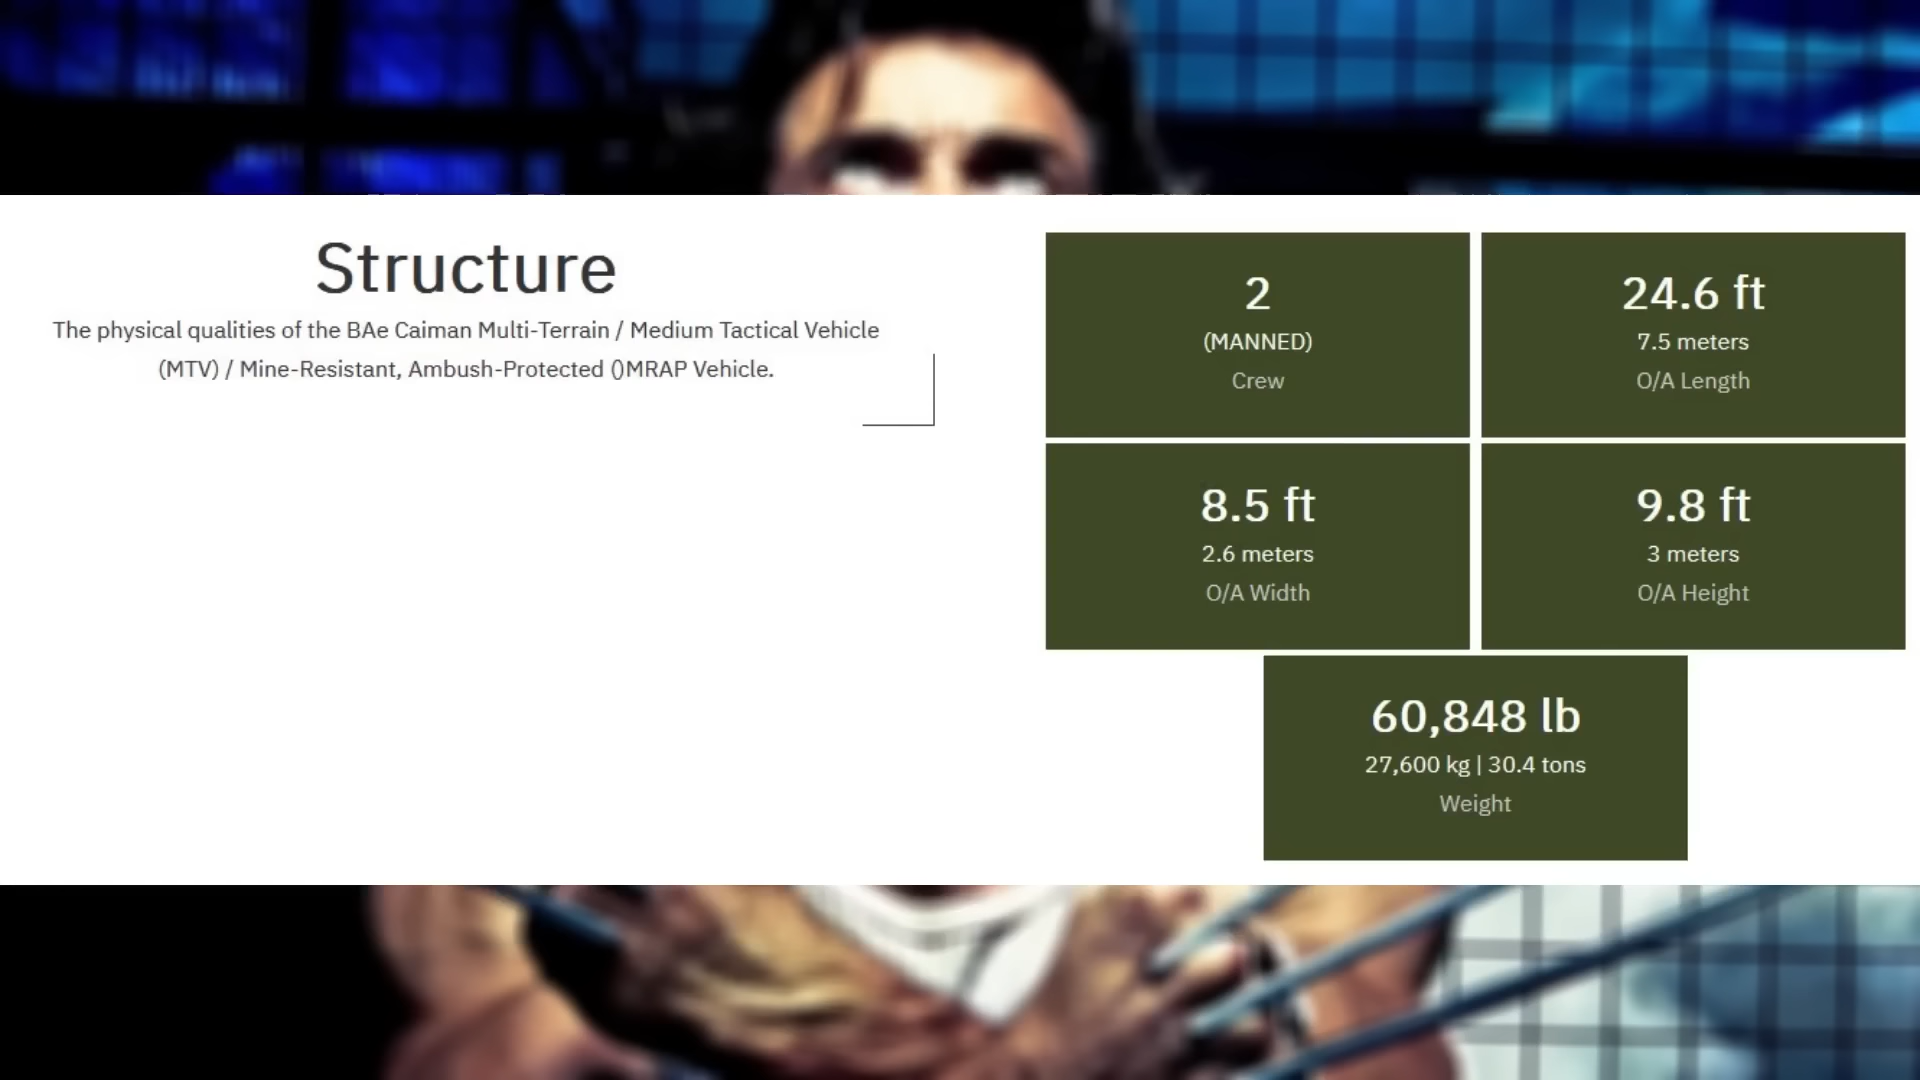 Structure
The physical qualities of the BAe Caiman Multi-Terrain / Medium Tactical Vehicle
(MTV) / Mine-Resistant, Ambush-Protected ()MRAP Vehicle.
2
(MANNED)
Crew
24.6 ft
7.5 meters
O/A Length
8.5 ft
2.6 meters
O/A Width
9.8 ft
3 meters
O/A Height
60,848 lb
27,600 kg | 30.4 tons
Weight